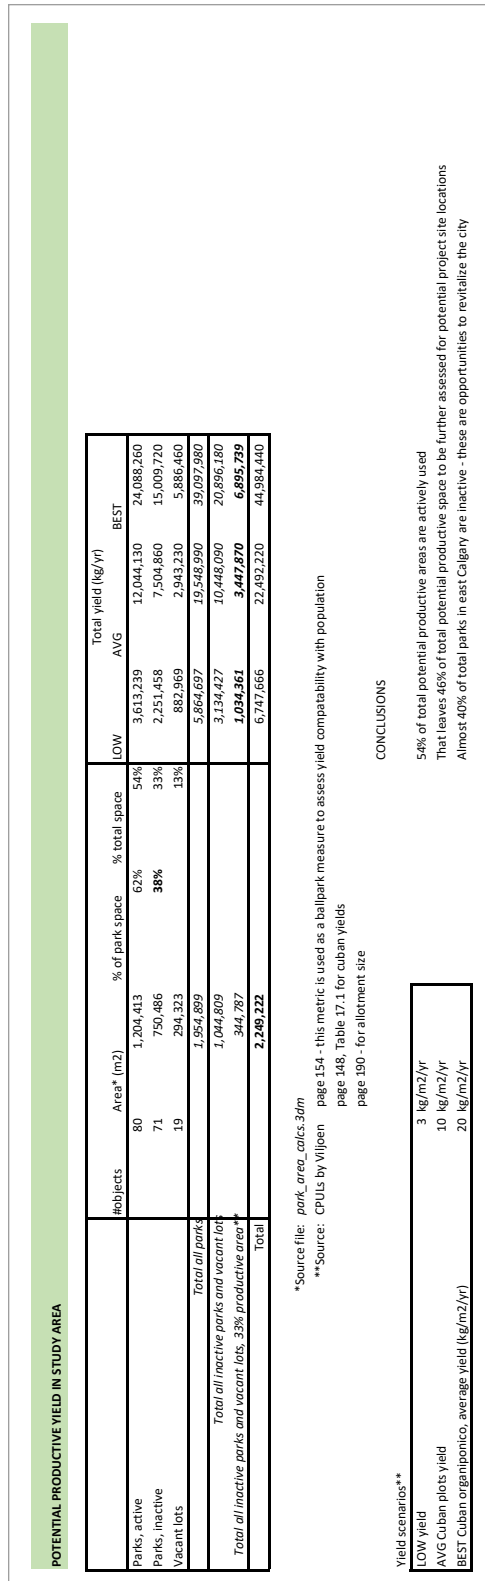 POTENTIAL PRODUCTIVE YIELD IN STUDY AREA
Total yield (kg/yr)
#objects Area* (m2) % of park space % total space LOW AVG BEST
Parks, active 80 1,204,413 62% 54% 3,613,239 12,044,130 24,088,260
Parks, inactive 71 750,486 38% 33% 2,251,458 7,504,860 15,009,720
Vacant lots 19 294,323 13% 882,969 2,943,230 5,886,460
Total all parks 1,954,899 5,864,697 19,548,990 39,097,980
Total all inactive parks and vacant lots 1,044,809 3,134,427 10,448,090 20,896,180
Total all inactive parks and vacant lots, 33% productive area** 344,787 1,034,361 3,447,870 6,895,739
Total 2,249,222 6,747,666 22,492,220 44,984,440
*Source file: park_area_calcs.3dm
**Source: CPULs by Viljoen page 154 - this metric is used as a ballpark measure to assess yield compatability with population
page 148, Table 17.1 for cuban yields
page 190 - for allotment size
Yield scenarios** CONCLUSIONS
LOW yield 3 kg/m2/yr 54% of total potential productive areas are actively used
AVG Cuban plots yield 10 kg/m2/yr That leaves 46% of total potential productive space to be further assessed for potential project site locations
BEST Cuban organiponico, average yield (kg/m2/yr) 20 kg/m2/yr Almost 40% of total parks in east Calgary are inactive - these are opportunities to revitalize the city